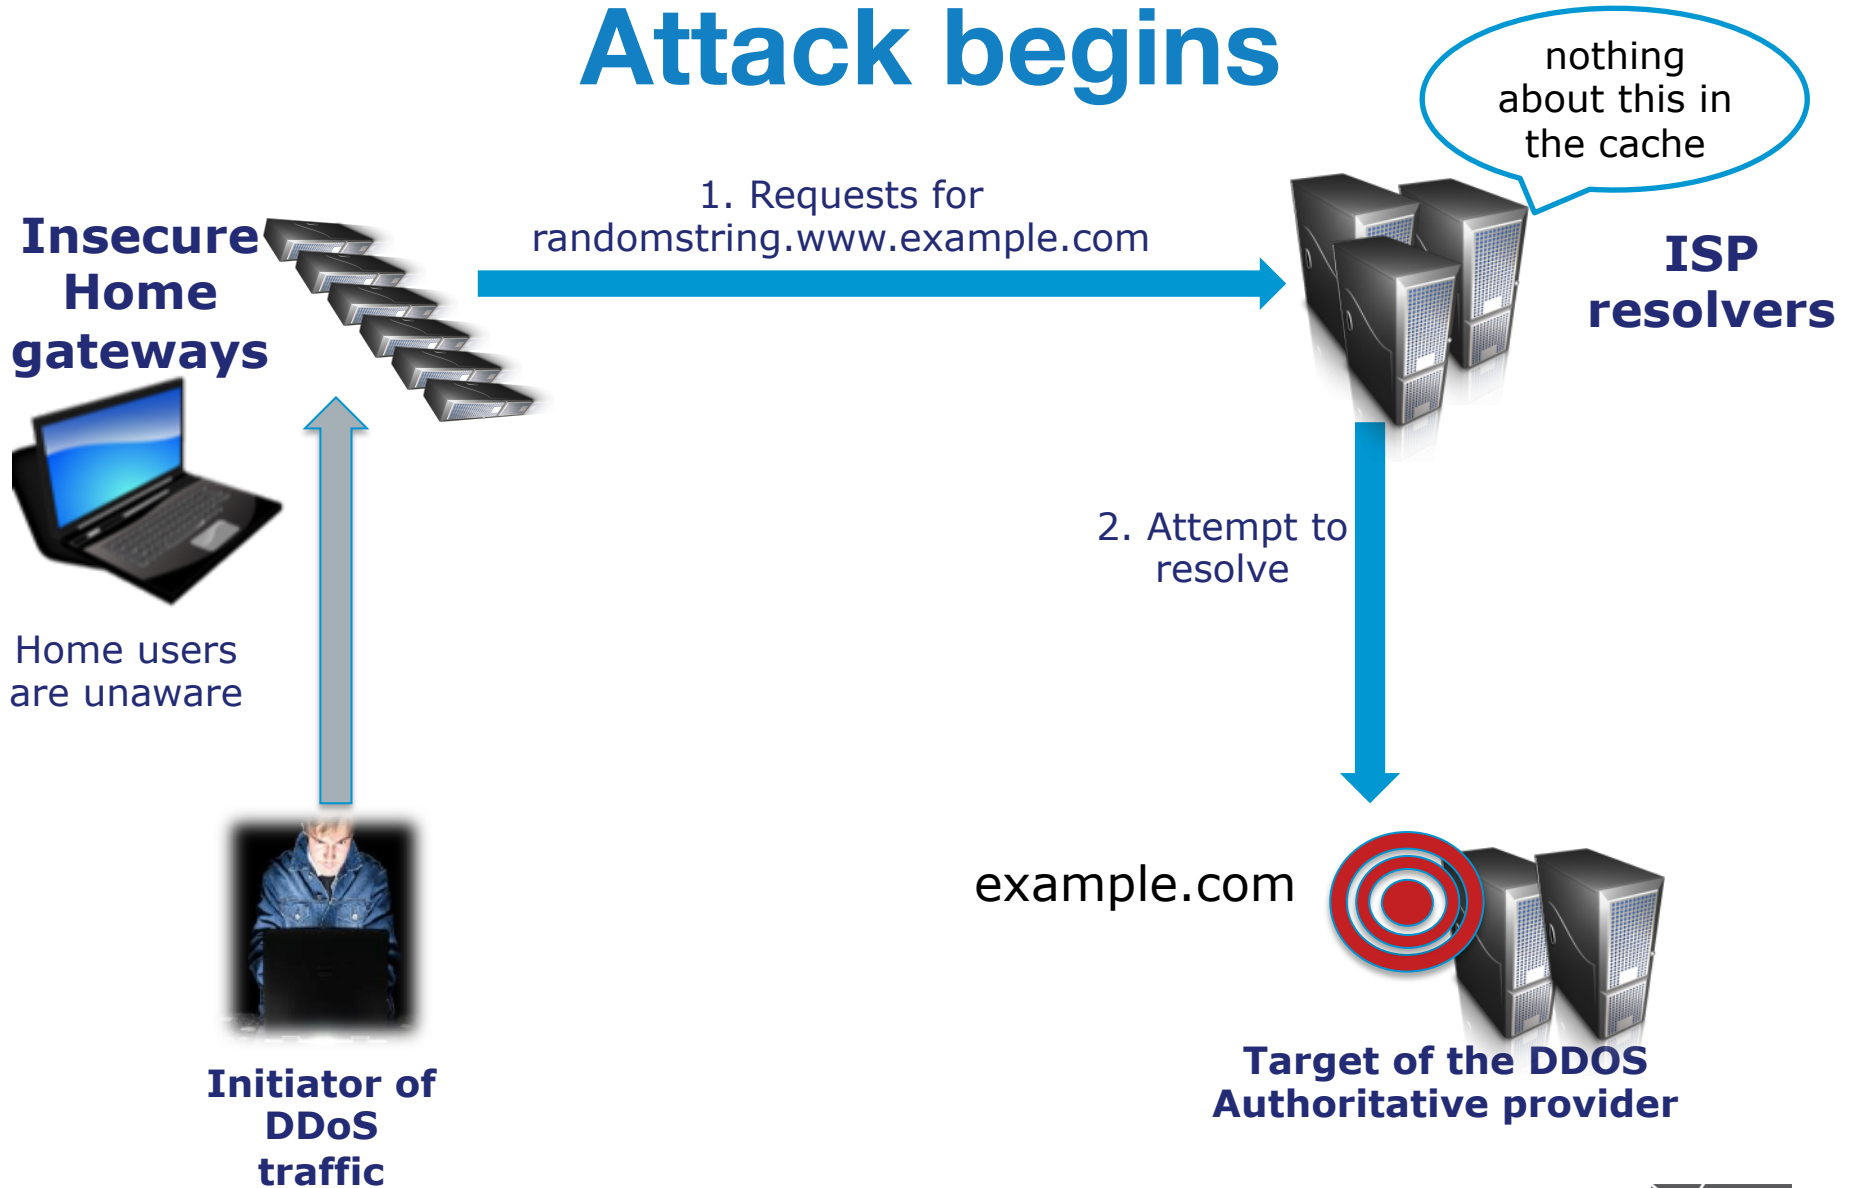 Attack begins
nothing
about this in
the cache
1. Requests for
randomstring.www.example.com
Insecure
Home
gateways
ISP
resolvers
2. Attempt to
resolve
Home users
are unaware
example.com
Initiator of
DDoS
traffic
Target of the DDOS
Authoritative provider